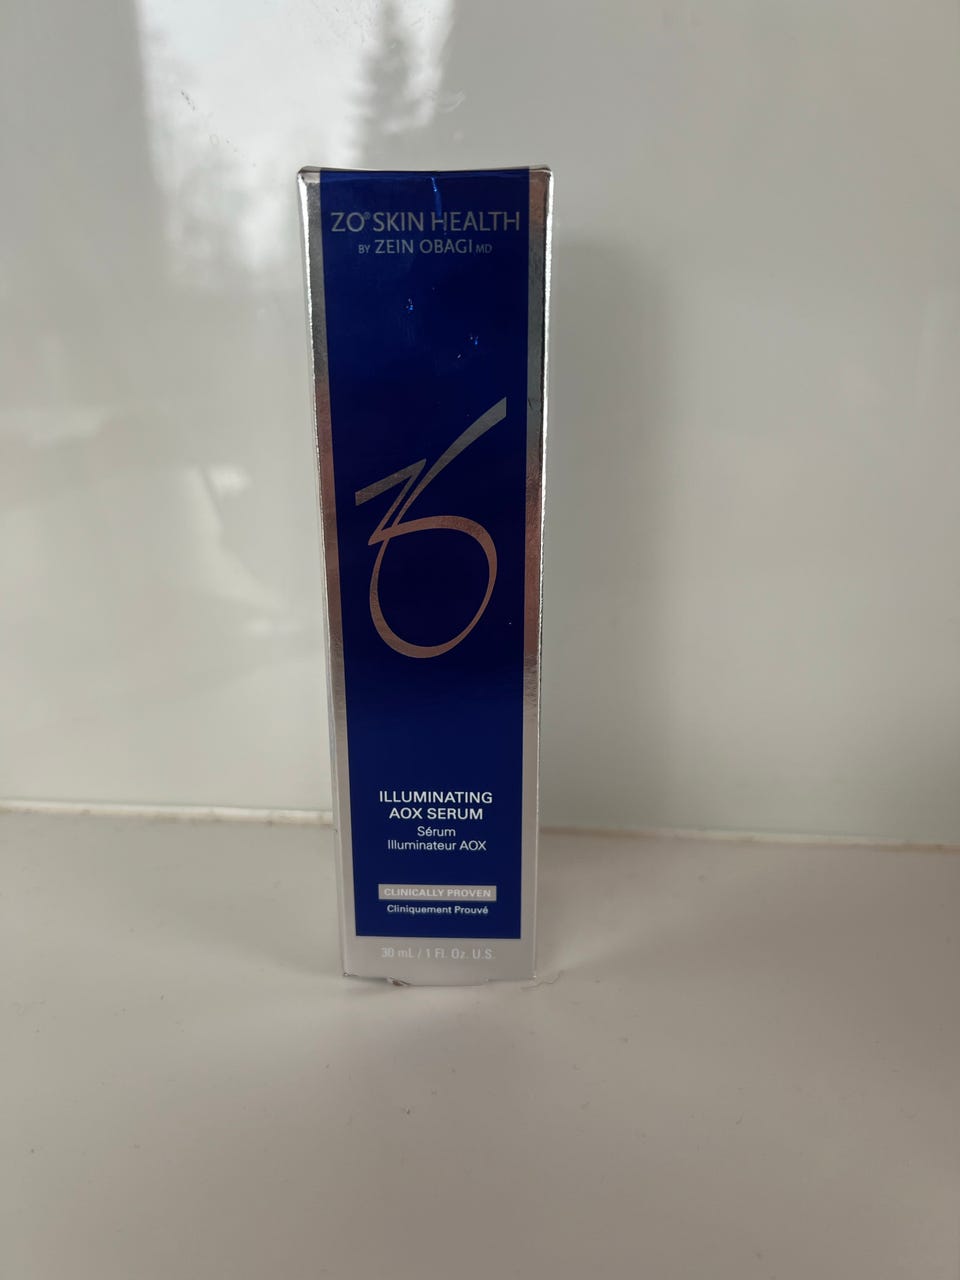 ZO® SKIN HEALTH
BY ZEIN OBAGI MD
ILLUMINATING
AOX SERUM
Sérum
Illuminateur AOX
CLINICALLY PROVEN
Cliniquement Prouvé
30 mL / 1 Fl. Oz. U.S.